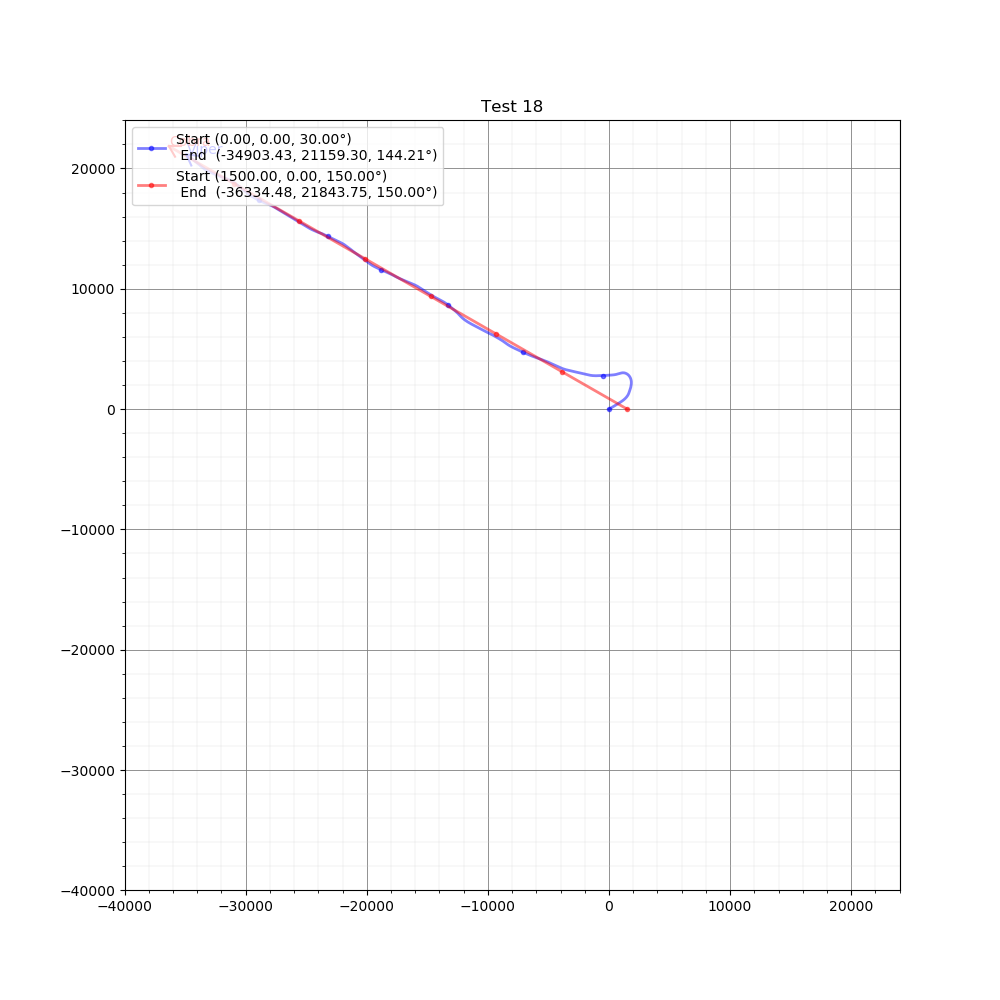 Test 18
Start (0.00, 0.00, 30.00°)
End (-34903.43, 21159.30, 144.21°)
Start (1500.00, 0.00, 150.00°)
End (-36334.48, 21843.75, 150.00°)
20000
10000
0
−10000
−20000
−30000
−40000
−40000 −30000 −20000 −10000 0 10000 20000